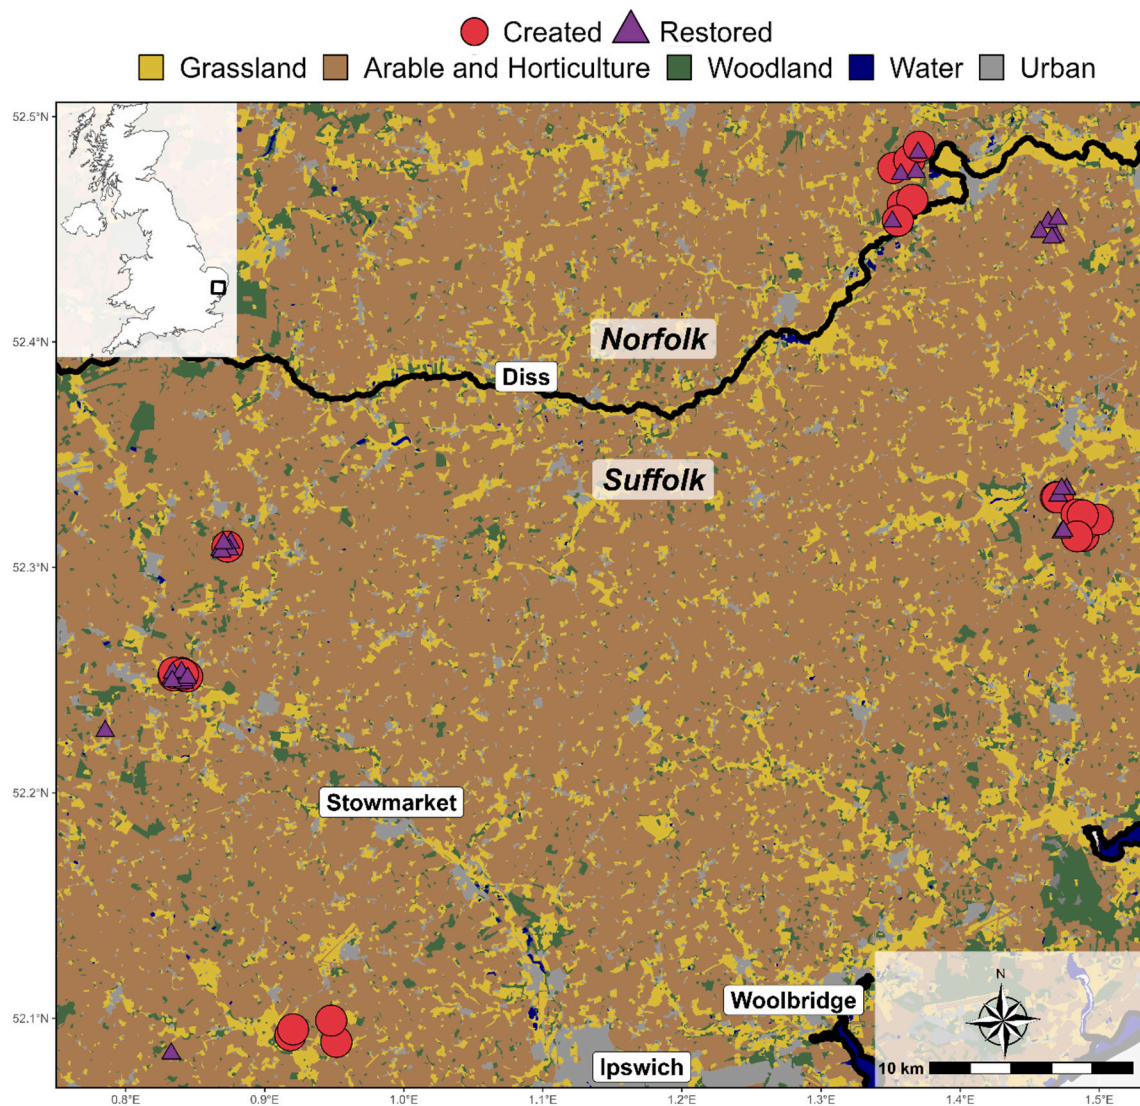 Created Restored
Grassland Arable and Horticulture Woodland Water Urban
52.5°N
Norfolk
52.4°N
Diss
Suffolk
52.3°N
52.2°N
Stowmarket
N
Woolbridge
52.1°N
Ipswich
10 km
0.8°E 0.9°E 1.0°E 1.1°E 1.2°E 1.3°E 1.4°E 1.5°E